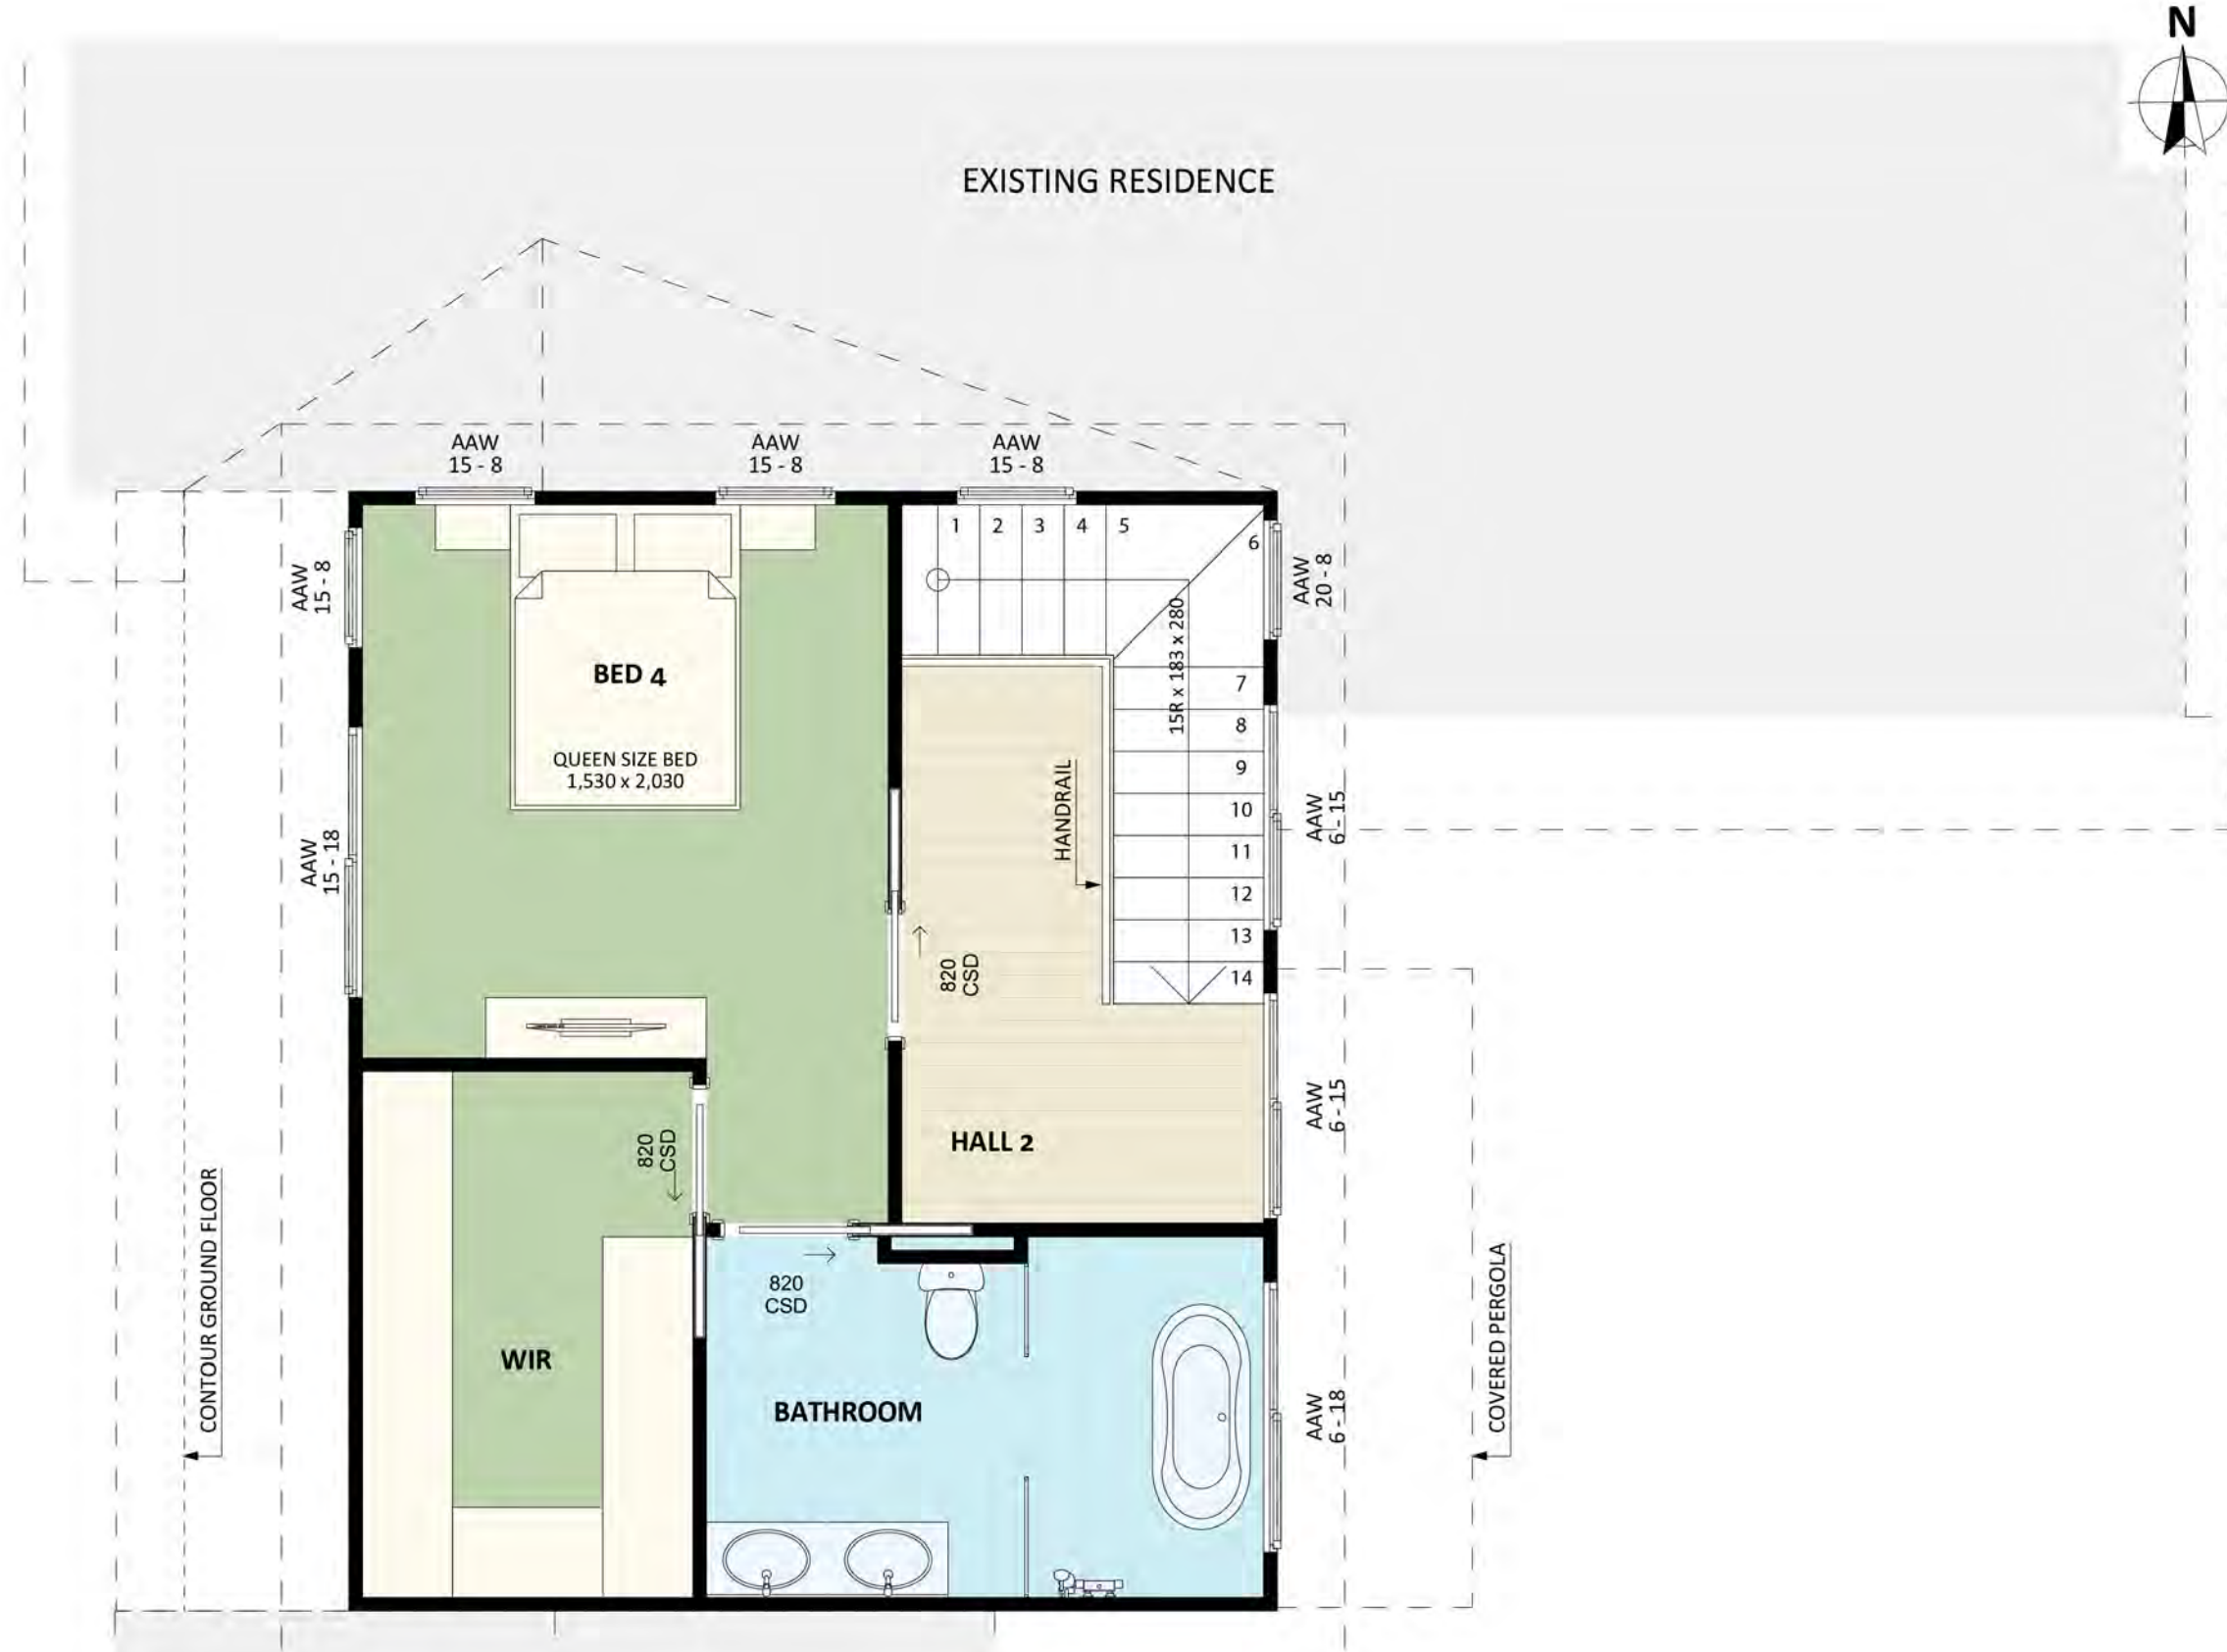 N
EXISTING RESIDENCE
AAW
15 - 8
AAW
15 - 8
AAW
15 - 8
1
2
3
4
5
6
AAW
15 - 8
AAW
20 - 8
BED 4
QUEEN SIZE BED
1,530 x 2,030
15R x 183 x 280
7
8
9
10
11
12
13
14
HANDRAIL
AAW
15 - 18
AAW
6 - 15
820
CSD
820
CSD
HALL 2
AAW
6 - 15
CONTOUR GROUND FLOOR
820
CSD
WIR
BATHROOM
AAW
6 - 18
COVERED PERGOLA